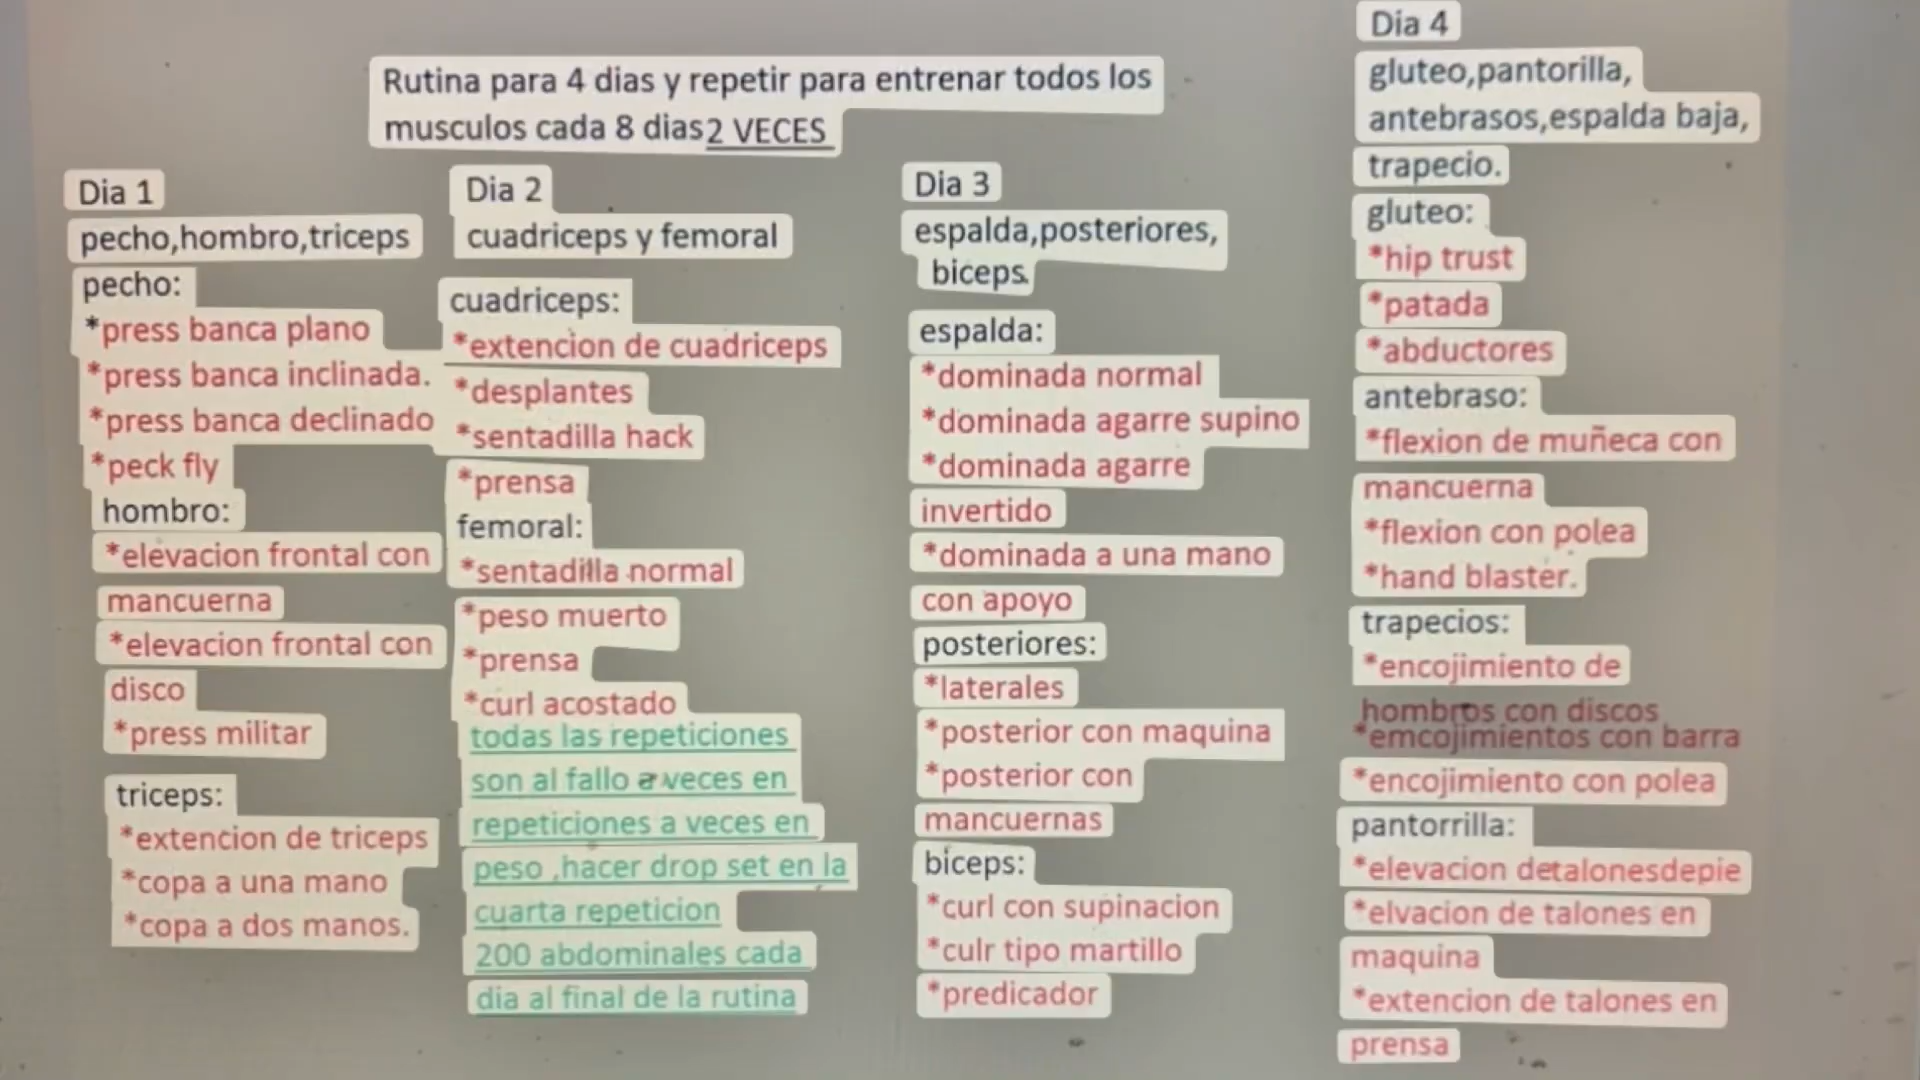 Rutina para 4 dias y repetir para entrenar todos los
musculos cada 8 dias 2 VECES
Dia 1
pecho,hombro,triceps
pecho:
*press banca plano
*press banca inclinada.
*press banca declinado
*peck fly
hombro:
*elevacion frontal con
mancuerna
*elevacion frontal con
disco
*press militar
triceps:
*extencion de triceps
*copa a una mano
*copa a dos manos.
Dia 2
cuadriceps y femoral
cuadriceps:
*extencion de cuadriceps
*desplantes
*sentadilla hack
*prensa
femoral:
*sentadilla normal
*peso muerto
*prensa
*curl acostado
todas las repeticiones
son al fallo a veces en
repeticiones a veces en
peso ,hacer drop set en la
cuarta repeticion
200 abdominales cada
dia al final de la rutina
Dia 3
espalda,posteriores,
biceps.
espalda:
*dominada normal
*dominada agarre supino
*dominada agarre
invertido
*dominada a una mano
con apoyo
posteriores:
*laterales
*posterior con maquina
*posterior con
mancuernas
biceps:
*curl con supinacion
*culr tipo martillo
*predicador
Dia 4
gluteo,pantorilla,
antebrasos,espalda baja,
trapecio.
gluteo:
*hip trust
*patada
*abductores
antebraso:
*flexion de muñeca con
mancuerna
*flexion con polea
*hand blaster.
trapecios:
*encojimiento de
hombros con discos
*emcojimientos con barra
*encojimiento con polea
pantorrilla:
*elevacion detalonesdepie
*elvacion de talones en
maquina
*extencion de talones en
prensa